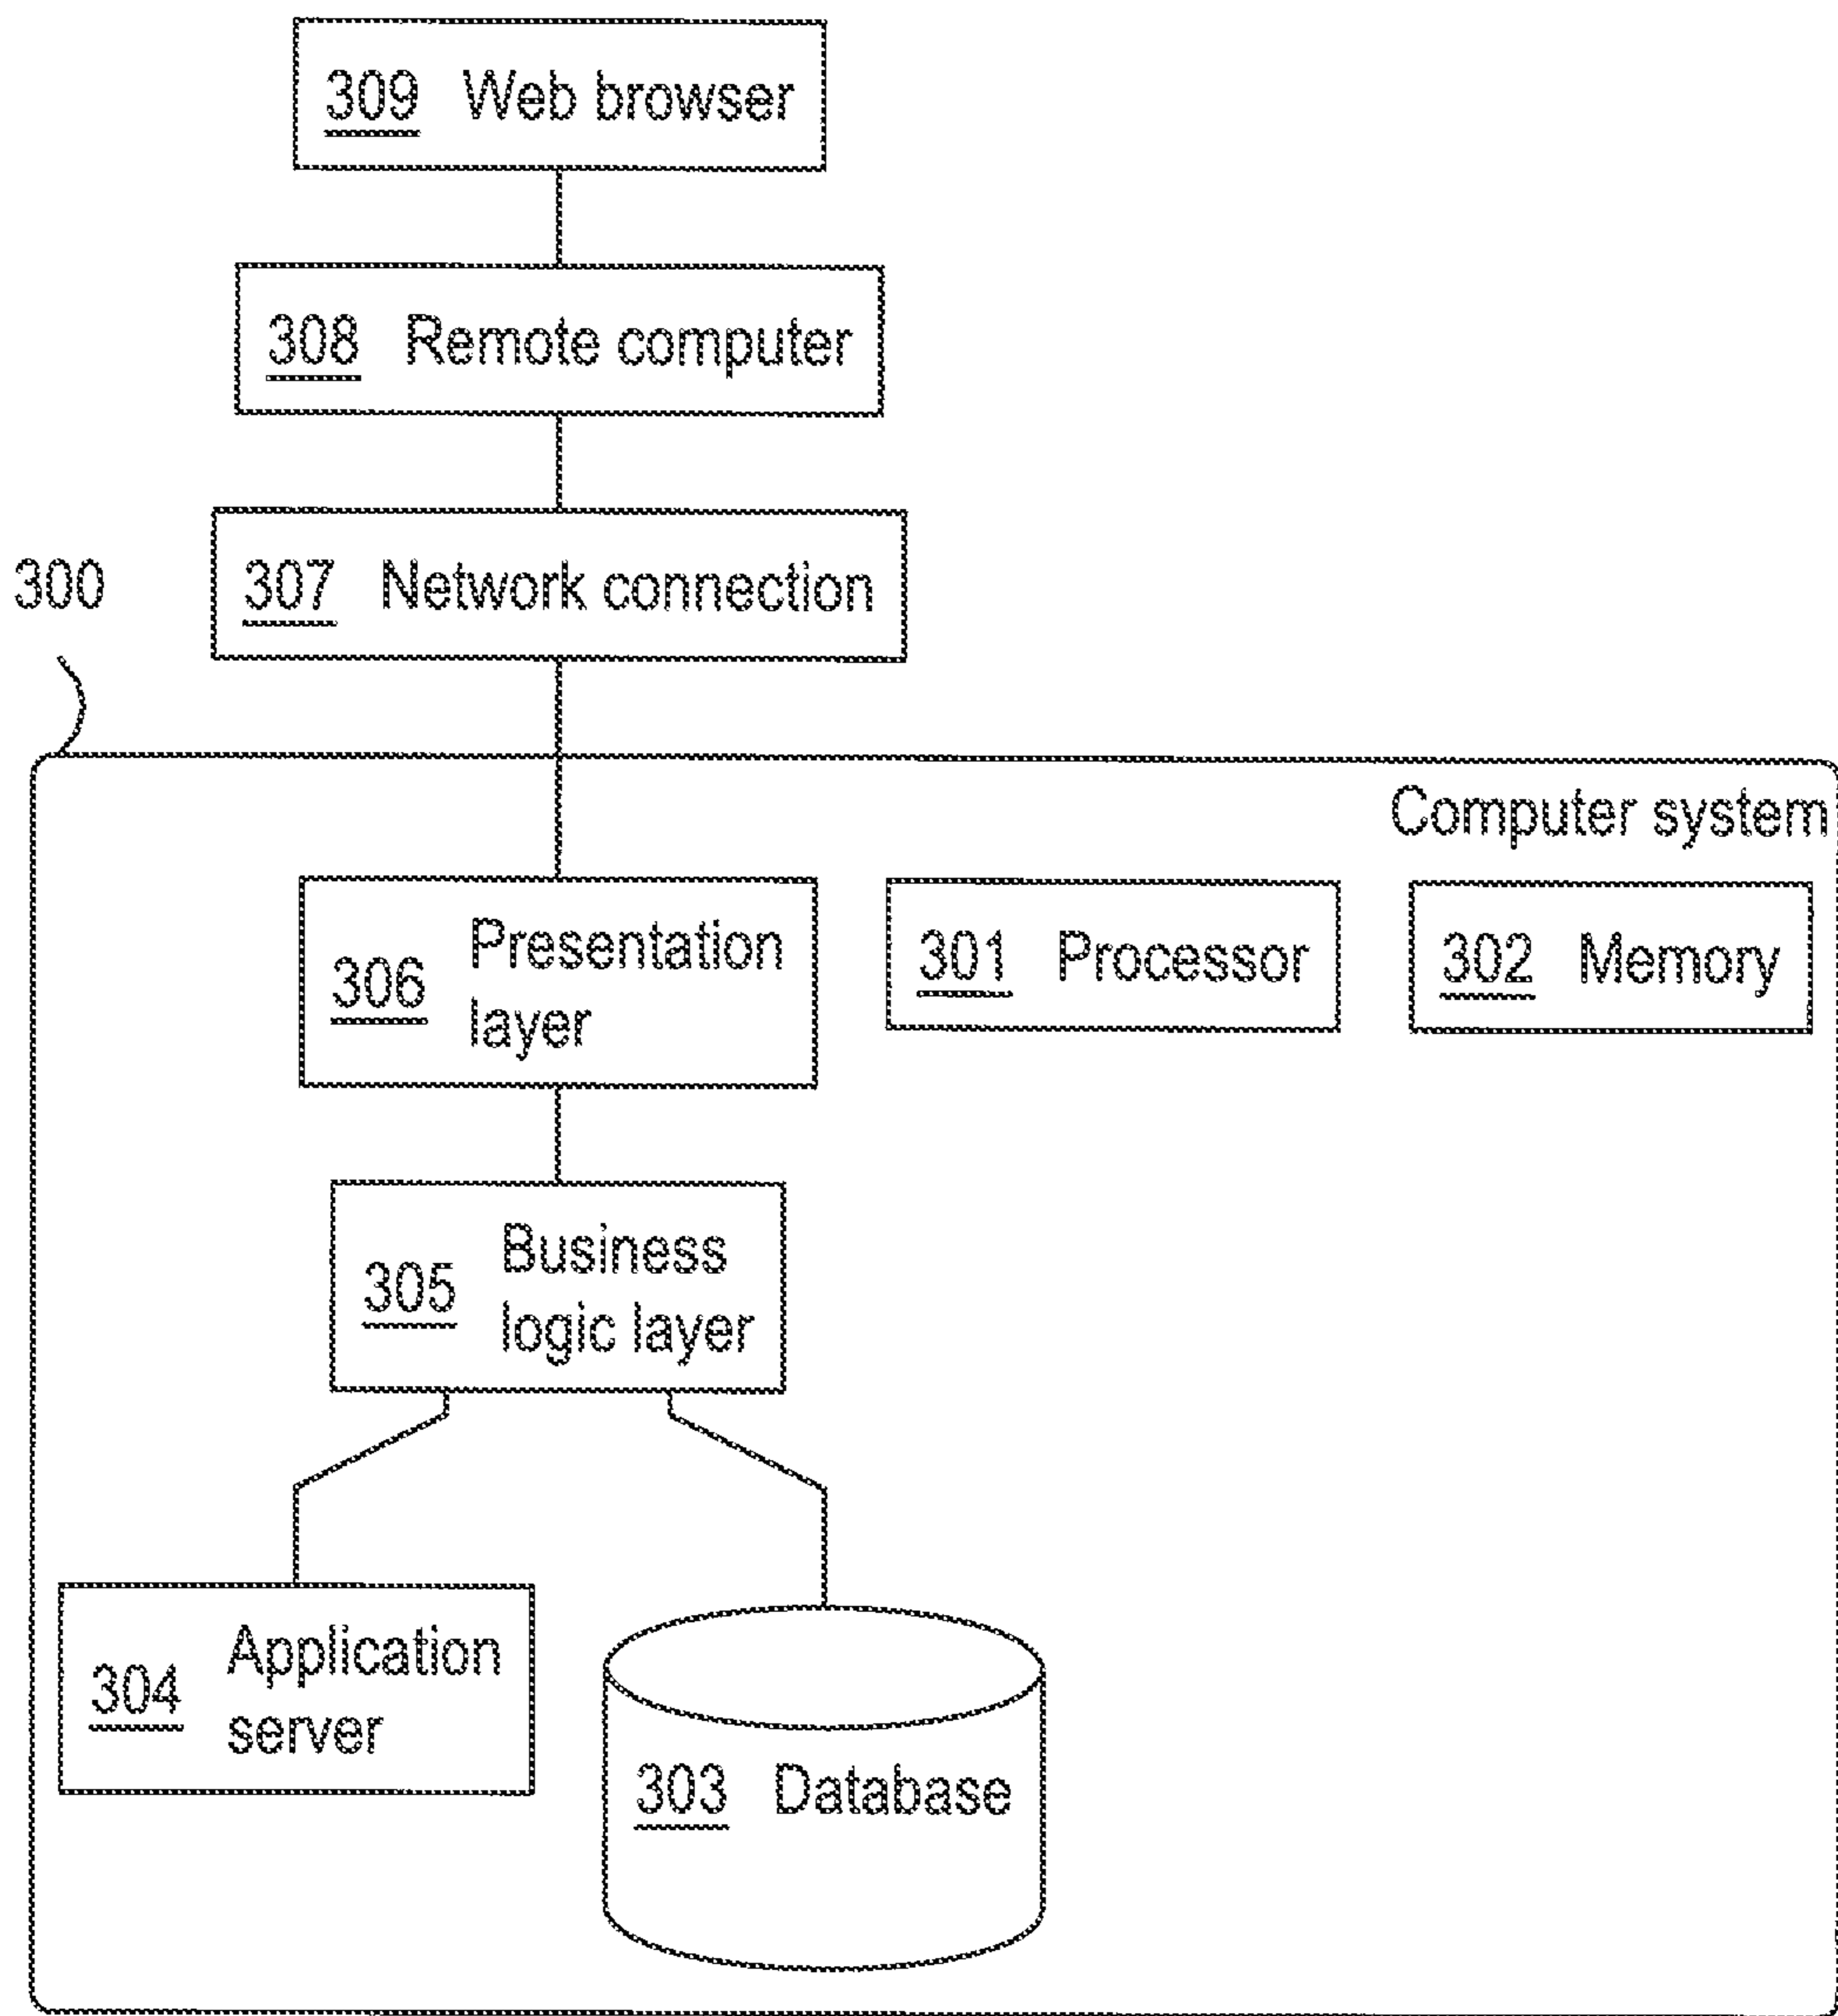 309 Web browser
308 Remote computer
300
307 Network connection
Computer system
306 Presentation
layer
301 Processor
302 Memory
305 Business
logic layer
304 Application
server
303 Database